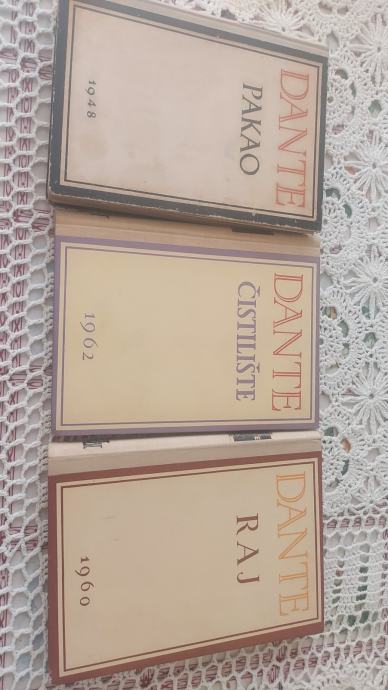 DANTE
PAKAO
1948
DANTE
ČISTILIŠTE
1962
DANTE
RAJ
1960